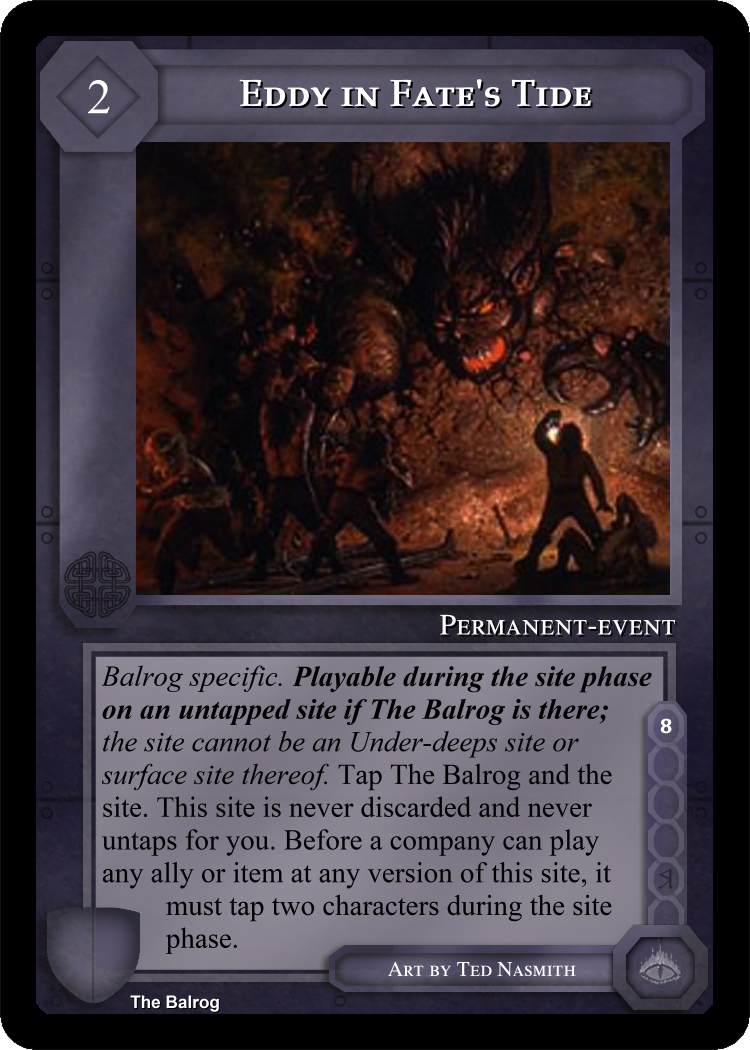 2
Eddy in Fate's Tide
Permanent-event
Balrog specific. Playable during the site phase
on an untapped site if The Balrog is there;
the site cannot be an Under-deeps site or
surface site thereof. Tap The Balrog and the
site. This site is never discarded and never
untaps for you. Before a company can play
any ally or item at any version of this site, it
must tap two characters during the site
phase.
8
Art by Ted Nasmith
The Balrog